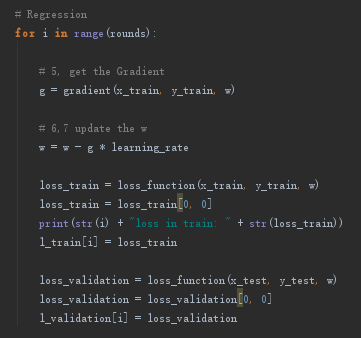 # Regression
for i in range(rounds):
# 5, get the Gradient
g = gradient(x_train, y_train, w)
# 6,7 update the w
w = w - g * learning_rate
loss_train = loss_function(x_train, y_train, w)
loss_train = loss_train[0, 0]
print(str(i) + "loss in train: " + str(loss_train))
l_train[i] = loss_train
loss_validation = loss_function(x_test, y_test, w)
loss_validation = loss_validation[0, 0]
l_validation[i] = loss_validation